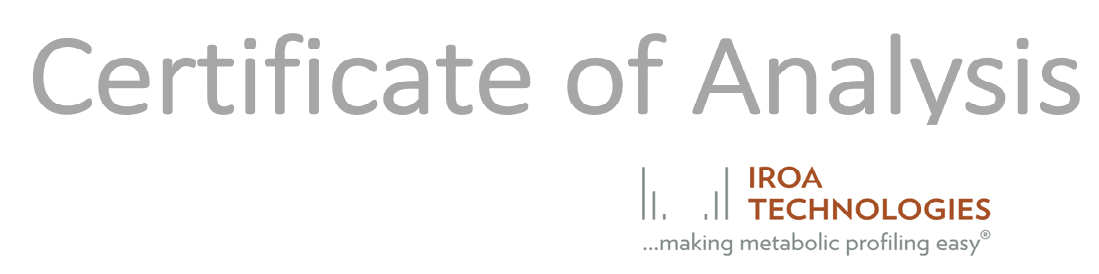 Certificate of Analysis
IROA
TECHNOLOGIES
...making metabolic profiling easy®